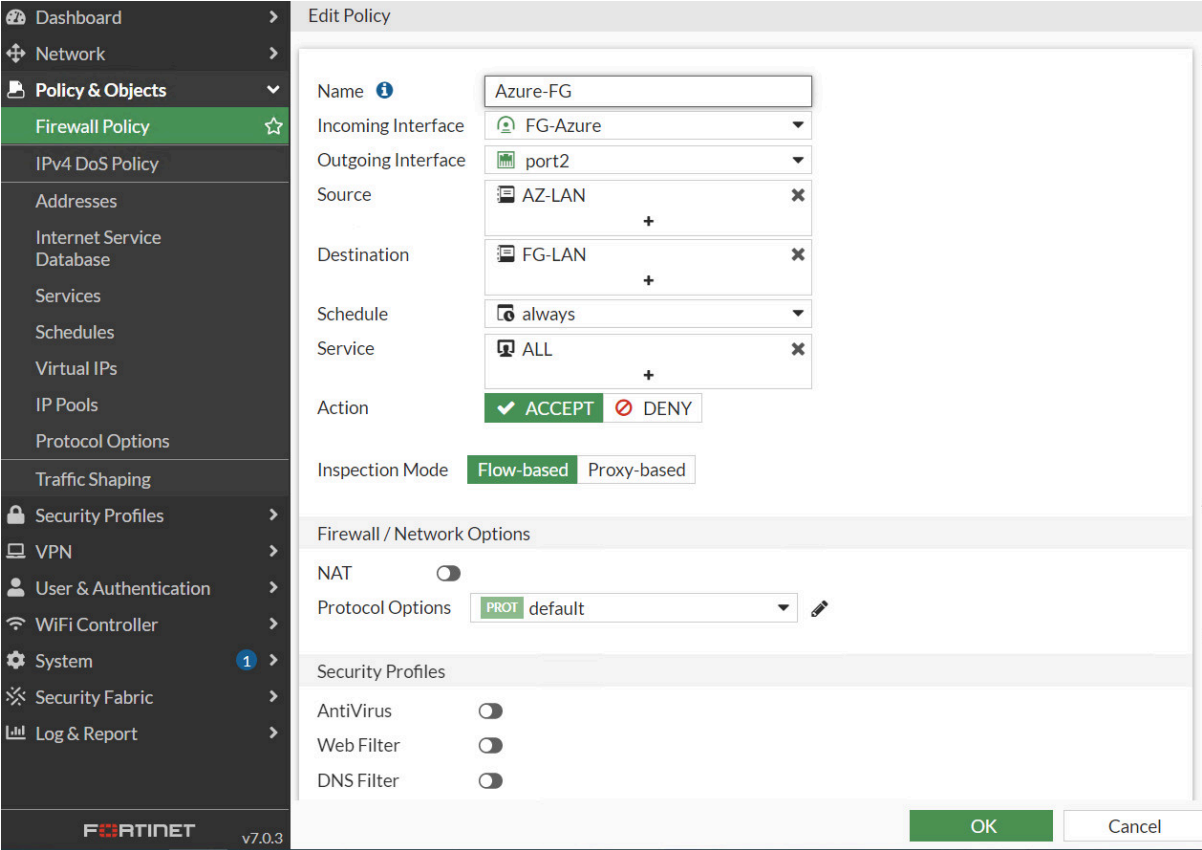 Dashboard
Network
Policy & Objects
Firewall Policy
IPv4 DoS Policy
Addresses
Internet Service
Database
Services
Schedules
Virtual IPs
IP Pools
Protocol Options
Traffic Shaping
Security Profiles
VPN
User & Authentication
WiFi Controller
System 1
Security Fabric
Log & Report
FORTINET v7.0.3
Edit Policy
Name Azure-FG
Incoming Interface FG-Azure
Outgoing Interface port2
Source AZ-LAN
+
Destination FG-LAN
+
Schedule always
Service ALL
+
Action ACCEPT DENY
Inspection Mode Flow-based Proxy-based
Firewall / Network Options
NAT
Protocol Options PROT default
Security Profiles
AntiVirus
Web Filter
DNS Filter
OK Cancel